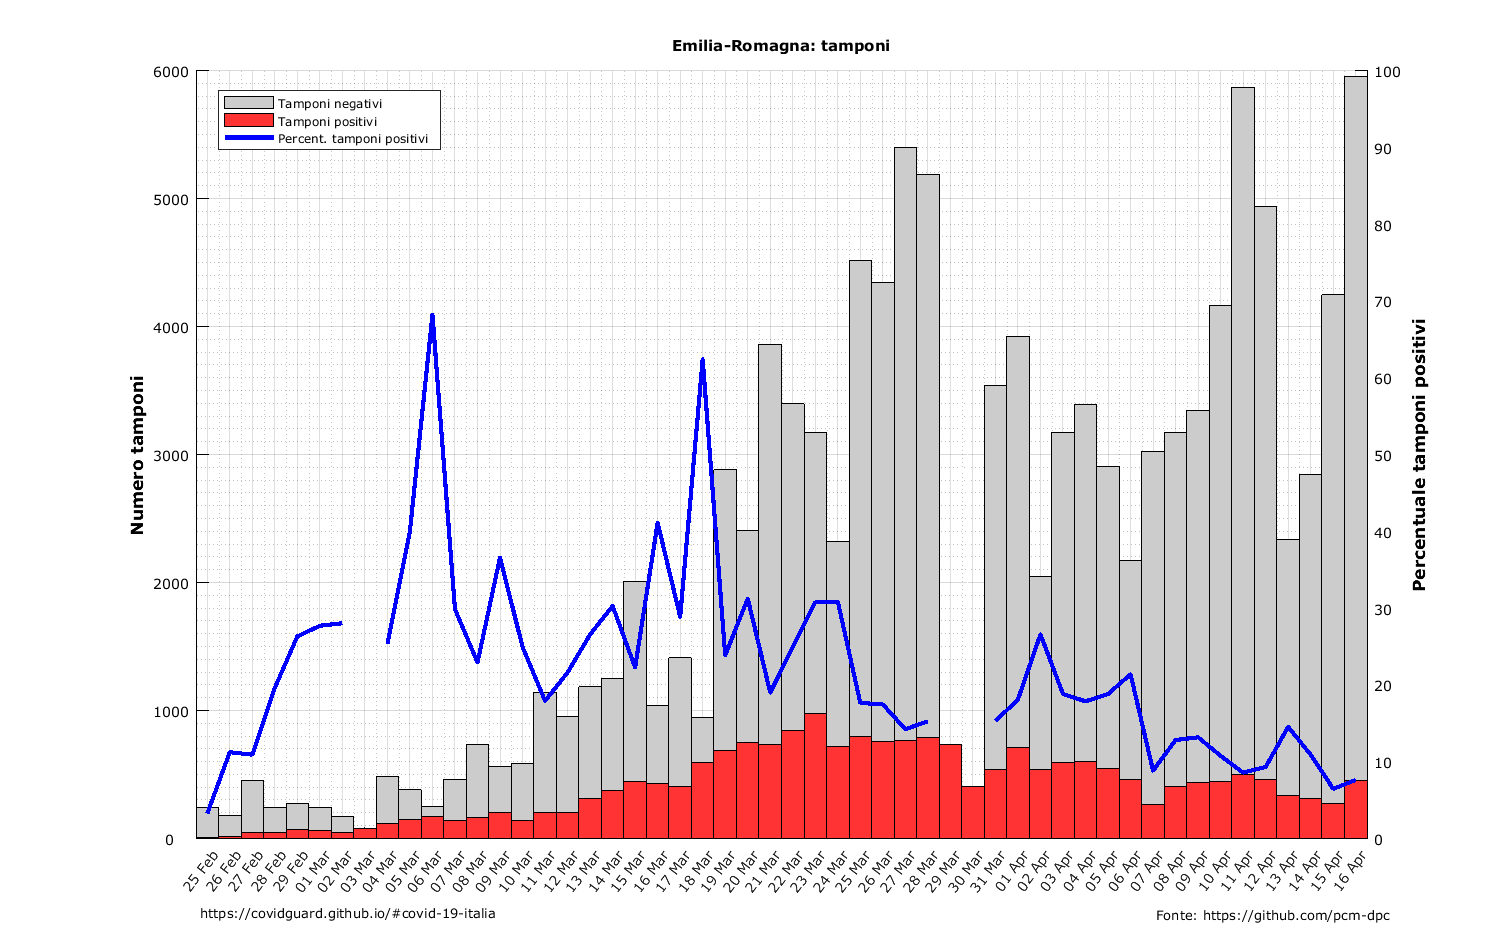 Emilia-Romagna: tamponi
Tamponi negativi
Tamponi positivi
Percent. tamponi positivi
Numero tamponi
6000
5000
4000
3000
2000
1000
0
Percentuale tamponi positivi
100
90
80
70
60
50
40
30
20
10
0
25 Feb
26 Feb
27 Feb
28 Feb
29 Feb
01 Mar
02 Mar
03 Mar
04 Mar
05 Mar
06 Mar
07 Mar
08 Mar
09 Mar
10 Mar
11 Mar
12 Mar
13 Mar
14 Mar
15 Mar
16 Mar
17 Mar
18 Mar
19 Mar
20 Mar
21 Mar
22 Mar
23 Mar
24 Mar
25 Mar
26 Mar
27 Mar
28 Mar
29 Mar
30 Mar
31 Mar
01 Apr
02 Apr
03 Apr
04 Apr
05 Apr
06 Apr
07 Apr
08 Apr
09 Apr
10 Apr
11 Apr
12 Apr
13 Apr
14 Apr
15 Apr
16 Apr
https://covidguard.github.io/#covid-19-italia
Fonte: https://github.com/pcm-dpc